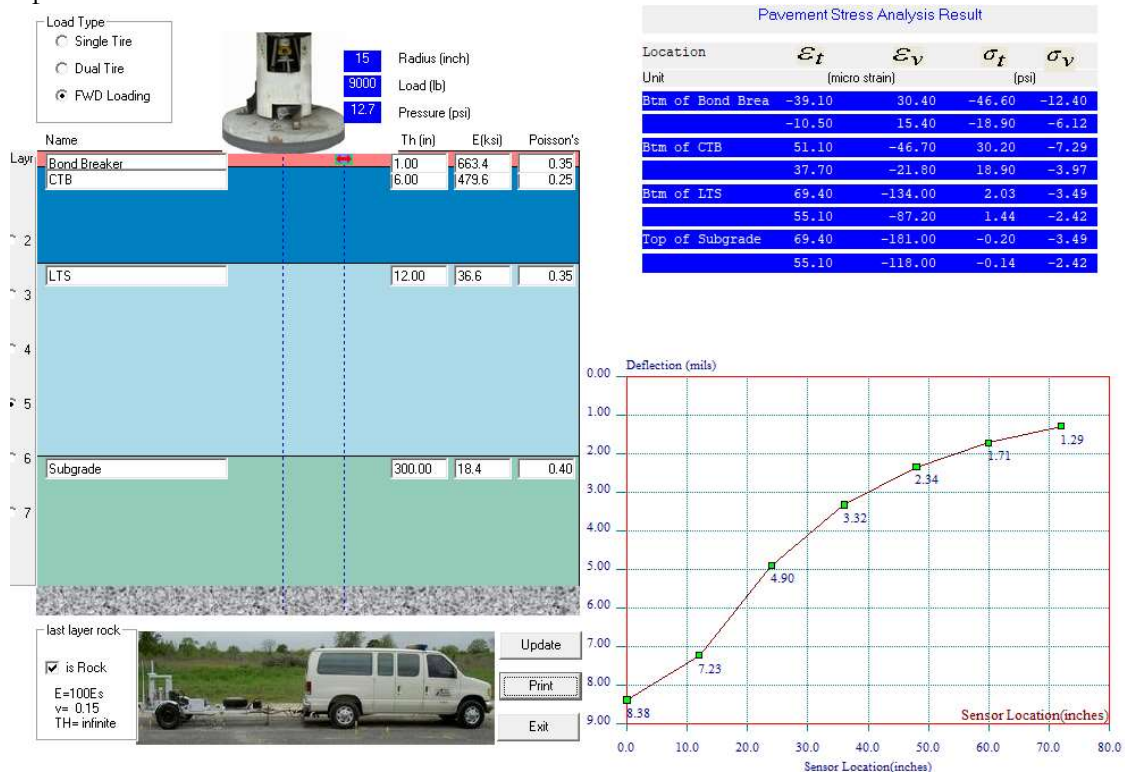 Load Type
Single Tire
Dual Tire
FWD Loading
15 Radius (inch)
9000 Load (lb)
12.7 Pressure (psi)
Name Th (in) E(ksi) Poisson's
Layr
Bond Breaker 1.00 663.4 0.35
CTB 6.00 479.6 0.25
2
LTS 12.00 36.6 0.35
3
4
5
6
Subgrade 300.00 18.4 0.40
7
last layer rock
is Rock
E=100Es
v= 0.15
TH= infinite
Update
Print
Exit
Pavement Stress Analysis Result
Location εt εv σt σv
Unit (micro strain) (psi)
Btm of Bond Brea -39.10 30.40 -46.60 -12.40
-10.50 15.40 -18.90 -6.12
Btm of CTB 51.10 -46.70 30.20 -7.29
37.70 -21.80 18.90 -3.97
Btm of LTS 69.40 -134.00 2.03 -3.49
55.10 -87.20 1.44 -2.42
Top of Subgrade 69.40 -181.00 -0.20 -3.49
55.10 -118.00 -0.14 -2.42
Deflection (mils)
0.00
1.00
2.00
3.00
4.00
5.00
6.00
7.00
8.00
9.00
8.38
7.23
4.90
3.32
2.34
1.71
1.29
Sensor Location(inches)
0.0 10.0 20.0 30.0 40.0 50.0 60.0 70.0 80.0
Sensor Location(inches)